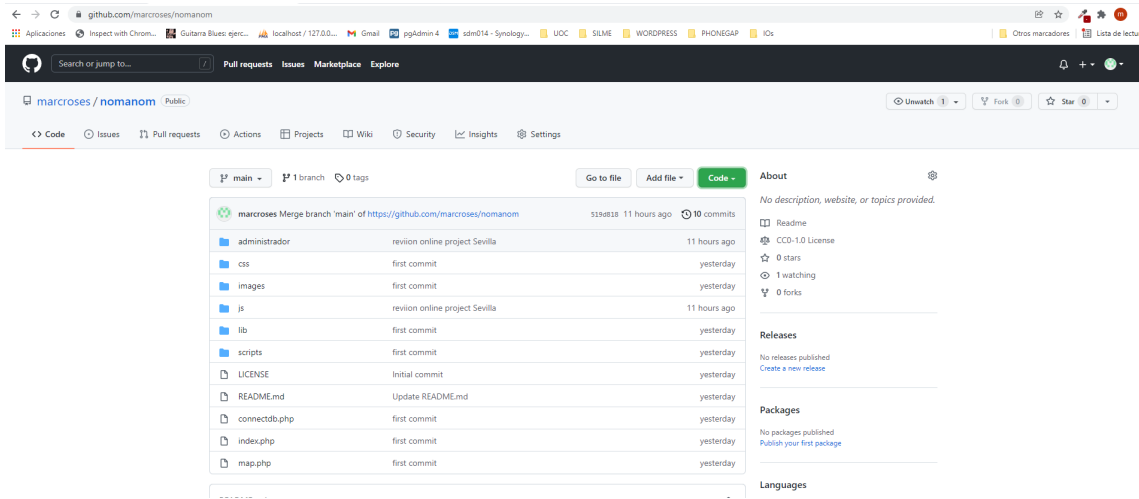 github.com/marcroses/nomanom
Aplicaciones Inspect with Chrom... Guitarra Blues: ejerc... localhost / 127.0.0... Gmail pgAdmin 4 sdm014 - Synology... UOC SILME WORDPRESS PHONEGAP IOs Otros marcadores Lista de lectu
Search or jump to... / Pull requests Issues Marketplace Explore
marcroses / nomanom Public Unwatch 1 Fork 0 Star 0
Code Issues Pull requests Actions Projects Wiki Security Insights Settings
main 1 branch 0 tags Go to file Add file Code
marcroses Merge branch 'main' of https://github.com/marcroses/nomanom 519d818 11 hours ago 10 commits
administrador reviion online project Sevilla 11 hours ago
css first commit yesterday
images first commit yesterday
js reviion online project Sevilla 11 hours ago
lib first commit yesterday
scripts first commit yesterday
LICENSE Initial commit yesterday
README.md Update README.md yesterday
connectdb.php first commit yesterday
index.php first commit yesterday
map.php first commit yesterday
About
No description, website, or topics provided.
Readme
CC0-1.0 License
0 stars
1 watching
0 forks
Releases
No releases published
Create a new release
Packages
No packages published
Publish your first package
Languages